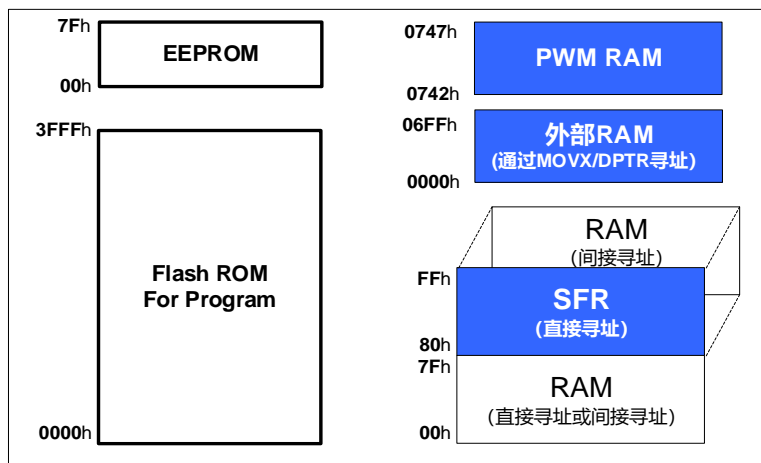 7Fh
EEPROM
00h
3FFFh
Flash ROM
For Program
0000h
0747h
PWM RAM
0742h
06FFh
外部RAM
(通过MOVX/DPTR寻址)
0000h
RAM
(间接寻址)
FFh
SFR
(直接寻址)
80h
7Fh
RAM
(直接寻址或间接寻址)
00h